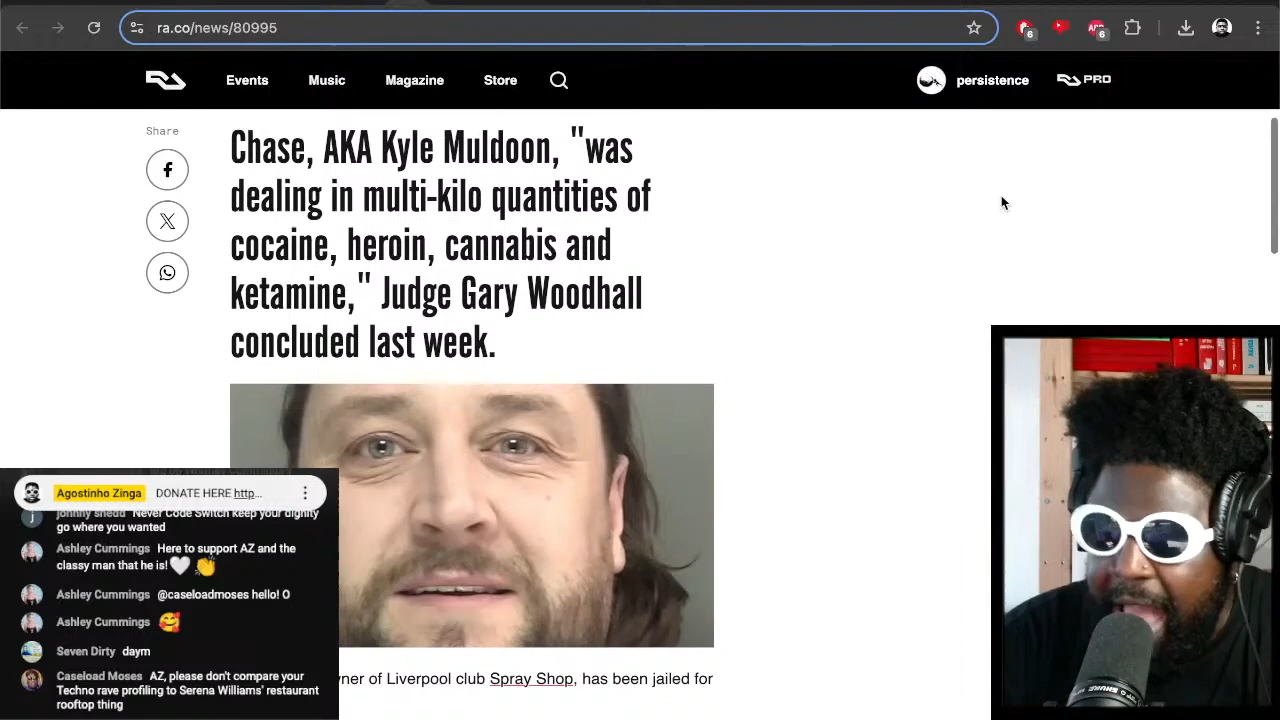 ra.co/news/80995
6
6
Events Music Magazine Store
persistence
PRO
Share
Chase, AKA Kyle Muldoon, "was
dealing in multi-kilo quantities of
cocaine, heroin, cannabis and
ketamine," Judge Gary Woodhall
concluded last week.
Agostinho Zinga DONATE HERE http...
johnny shedd Never Code Switch keep your dignity
go where you wanted
Ashley Cummings Here to support AZ and the
classy man that he is!🤍👏
Ashley Cummings @caseloadmoses hello! 0
Ashley Cummings 🥰
Seven Dirty daym
Caseload Moses AZ, please don't compare your
Techno rave profiling to Serena Williams' restaurant
rooftop thing
of Liverpool club Spray Shop, has been jailed for